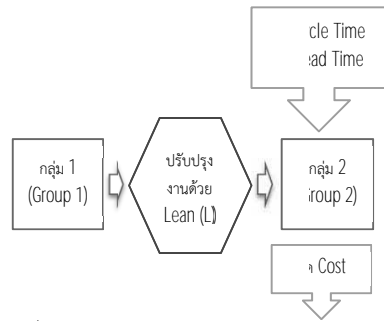 cle Time
ead Time
กลุ่ม 1
(Group 1)
ปรับปรุง
งานด้วย
Lean (L)
กลุ่ม 2
roup 2)
Cost